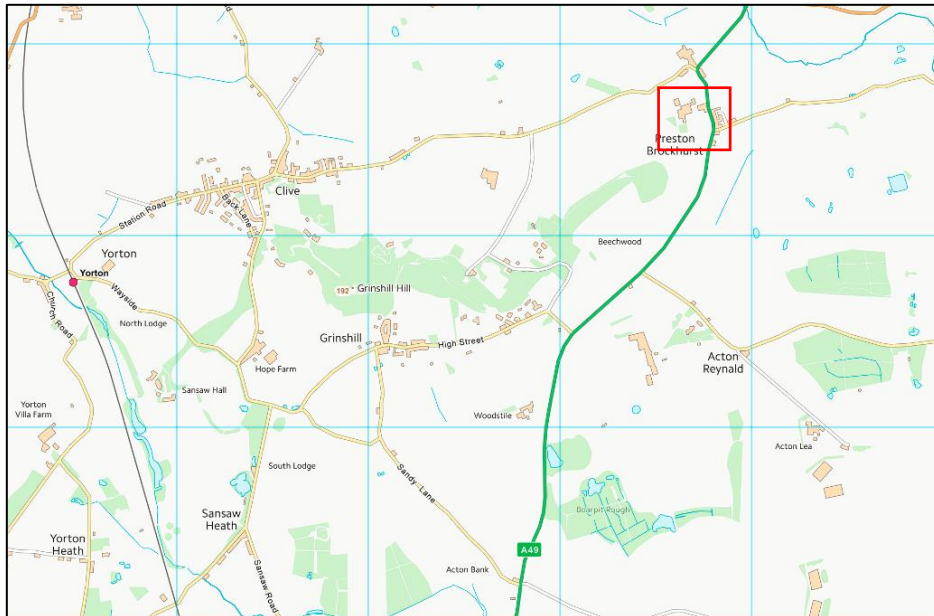 Preston
Brockhurst
Clive
Station Road
Back Lane
Beechwood
Yorton
Yorton
Wayside
Church Road
192
Grinshill Hill
North Lodge
Grinshill
High Street
Hope Farm
Acton
Reynald
Sansaw Hall
Yorton
Villa Farm
Woodstile
Acton Lea
South Lodge
Sandy Lane
Sansaw
Heath
Boarpit Rough
Yorton
Heath
A49
Sansaw Road
Acton Bank